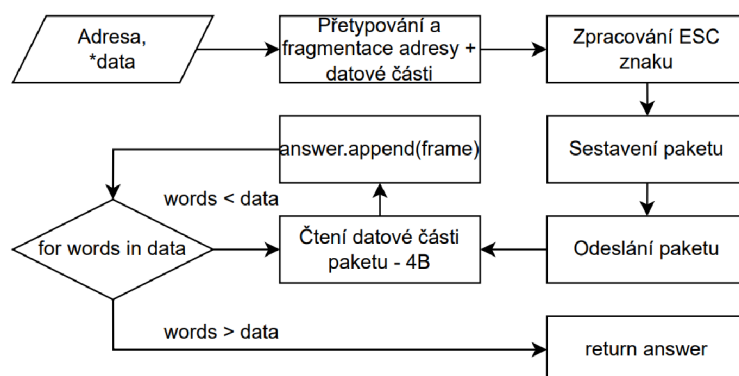 Adresa,
*data
Přetypování a
fragmentace adresy +
datové části
Zpracování ESC
znaku
answer.append(frame)
Sestavení paketu
words < data
for words in data
Čtení datové části
paketu - 4B
Odeslání paketu
words > data
return answer